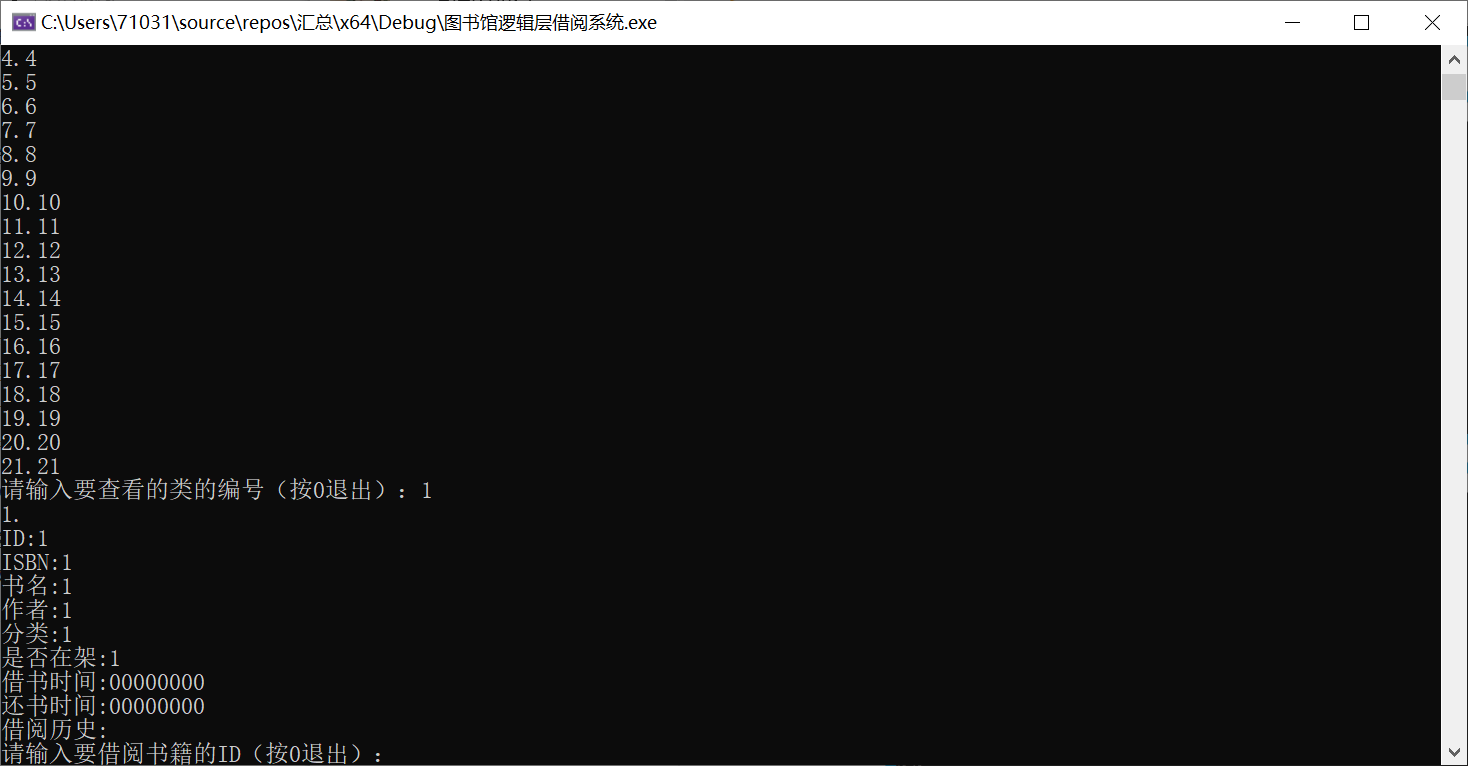 C:\Users\71031\source\repos\汇总\x64\Debug\图书馆逻辑层借阅系统.exe
4.4
5.5
6.6
7.7
8.8
9.9
10.10
11.11
12.12
13.13
14.14
15.15
16.16
17.17
18.18
19.19
20.20
21.21
请输入要查看的类的编号（按0退出）：1
1.
ID:1
ISBN:1
书名:1
作者:1
分类:1
是否在架:1
借书时间:00000000
还书时间:00000000
借阅历史:
请输入要借阅书籍的ID（按0退出）：